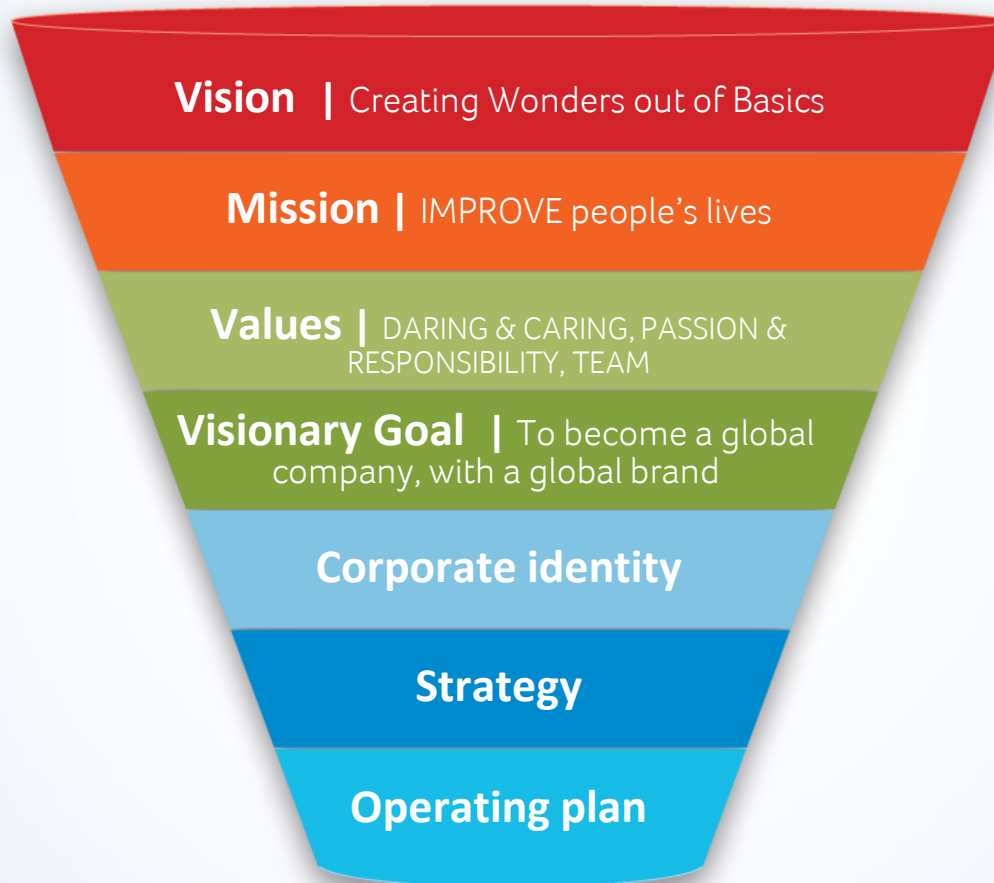 Vision | Creating Wonders out of Basics
Mission | IMPROVE people’s lives
Values | DARING & CARING, PASSION &
RESPONSIBILITY, TEAM
Visionary Goal | To become a global
company, with a global brand
Corporate identity
Strategy
Operating plan